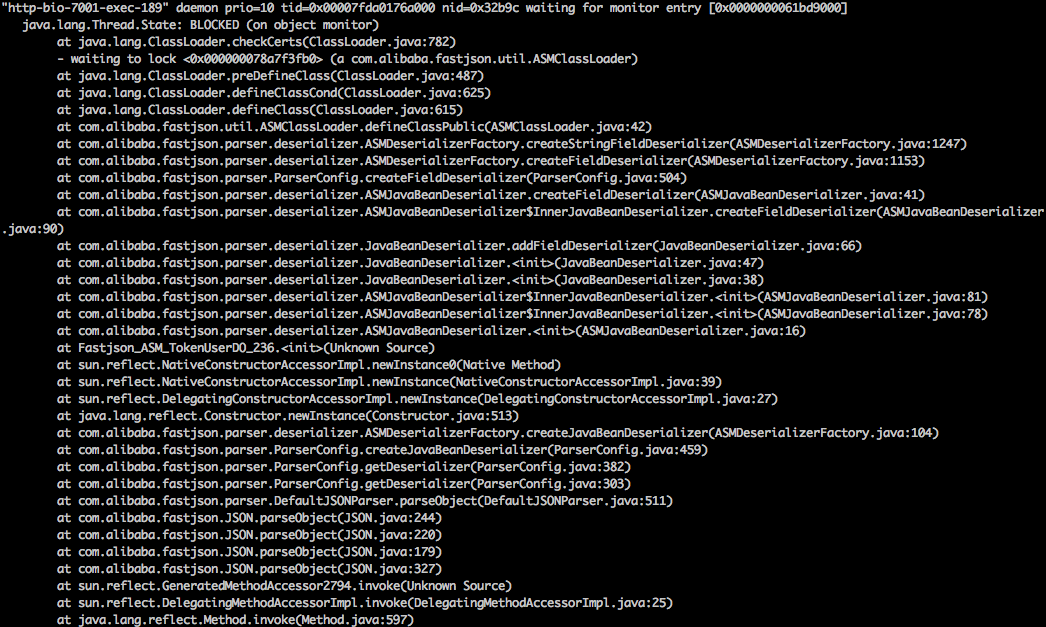 "http-bio-7001-exec-189" daemon prio=10 tid=0x00007fda0176a000 nid=0x32b9c waiting for monitor entry [0x0000000061bd9000]
java.lang.Thread.State: BLOCKED (on object monitor)
at java.lang.ClassLoader.checkCerts(ClassLoader.java:782)
- waiting to lock <0x000000078a7f3fb0> (a com.alibaba.fastjson.util.ASMClassLoader)
at java.lang.ClassLoader.preDefineClass(ClassLoader.java:487)
at java.lang.ClassLoader.defineClassCond(ClassLoader.java:625)
at java.lang.ClassLoader.defineClass(ClassLoader.java:615)
at com.alibaba.fastjson.util.ASMClassLoader.defineClassPublic(ASMClassLoader.java:42)
at com.alibaba.fastjson.parser.deserializer.ASMDeserializerFactory.createStringFieldDeserializer(ASMDeserializerFactory.java:1247)
at com.alibaba.fastjson.parser.deserializer.ASMDeserializerFactory.createFieldDeserializer(ASMDeserializerFactory.java:1153)
at com.alibaba.fastjson.parser.ParserConfig.createFieldDeserializer(ParserConfig.java:504)
at com.alibaba.fastjson.parser.deserializer.ASMJavaBeanDeserializer.createFieldDeserializer(ASMJavaBeanDeserializer.java:41)
at com.alibaba.fastjson.parser.deserializer.ASMJavaBeanDeserializer$InnerJavaBeanDeserializer.createFieldDeserializer(ASMJavaBeanDeserializer
.java:90)
at com.alibaba.fastjson.parser.deserializer.JavaBeanDeserializer.addFieldDeserializer(JavaBeanDeserializer.java:66)
at com.alibaba.fastjson.parser.deserializer.JavaBeanDeserializer.<init>(JavaBeanDeserializer.java:47)
at com.alibaba.fastjson.parser.deserializer.JavaBeanDeserializer.<init>(JavaBeanDeserializer.java:38)
at com.alibaba.fastjson.parser.deserializer.ASMJavaBeanDeserializer$InnerJavaBeanDeserializer.<init>(ASMJavaBeanDeserializer.java:81)
at com.alibaba.fastjson.parser.deserializer.ASMJavaBeanDeserializer$InnerJavaBeanDeserializer.<init>(ASMJavaBeanDeserializer.java:78)
at com.alibaba.fastjson.parser.deserializer.ASMJavaBeanDeserializer.<init>(ASMJavaBeanDeserializer.java:16)
at Fastjson_ASM_TokenUserDO_236.<init>(Unknown Source)
at sun.reflect.NativeConstructorAccessorImpl.newInstance0(Native Method)
at sun.reflect.NativeConstructorAccessorImpl.newInstance(NativeConstructorAccessorImpl.java:39)
at sun.reflect.DelegatingConstructorAccessorImpl.newInstance(DelegatingConstructorAccessorImpl.java:27)
at java.lang.reflect.Constructor.newInstance(Constructor.java:513)
at com.alibaba.fastjson.parser.deserializer.ASMDeserializerFactory.createJavaBeanDeserializer(ASMDeserializerFactory.java:104)
at com.alibaba.fastjson.parser.ParserConfig.createJavaBeanDeserializer(ParserConfig.java:459)
at com.alibaba.fastjson.parser.ParserConfig.getDeserializer(ParserConfig.java:382)
at com.alibaba.fastjson.parser.ParserConfig.getDeserializer(ParserConfig.java:303)
at com.alibaba.fastjson.parser.DefaultJSONParser.parseObject(DefaultJSONParser.java:511)
at com.alibaba.fastjson.JSON.parseObject(JSON.java:244)
at com.alibaba.fastjson.JSON.parseObject(JSON.java:220)
at com.alibaba.fastjson.JSON.parseObject(JSON.java:179)
at com.alibaba.fastjson.JSON.parseObject(JSON.java:327)
at sun.reflect.GeneratedMethodAccessor2794.invoke(Unknown Source)
at sun.reflect.DelegatingMethodAccessorImpl.invoke(DelegatingMethodAccessorImpl.java:25)
at java.lang.reflect.Method.invoke(Method.java:597)